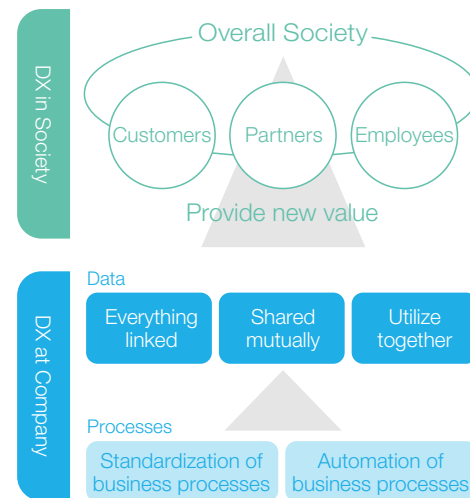 DX in Society
Overall Society
Customers
Partners
Employees
Provide new value
DX at Company
Data
Everything
linked
Shared
mutually
Utilize
together
Processes
Standardization of
business processes
Automation of
business processes